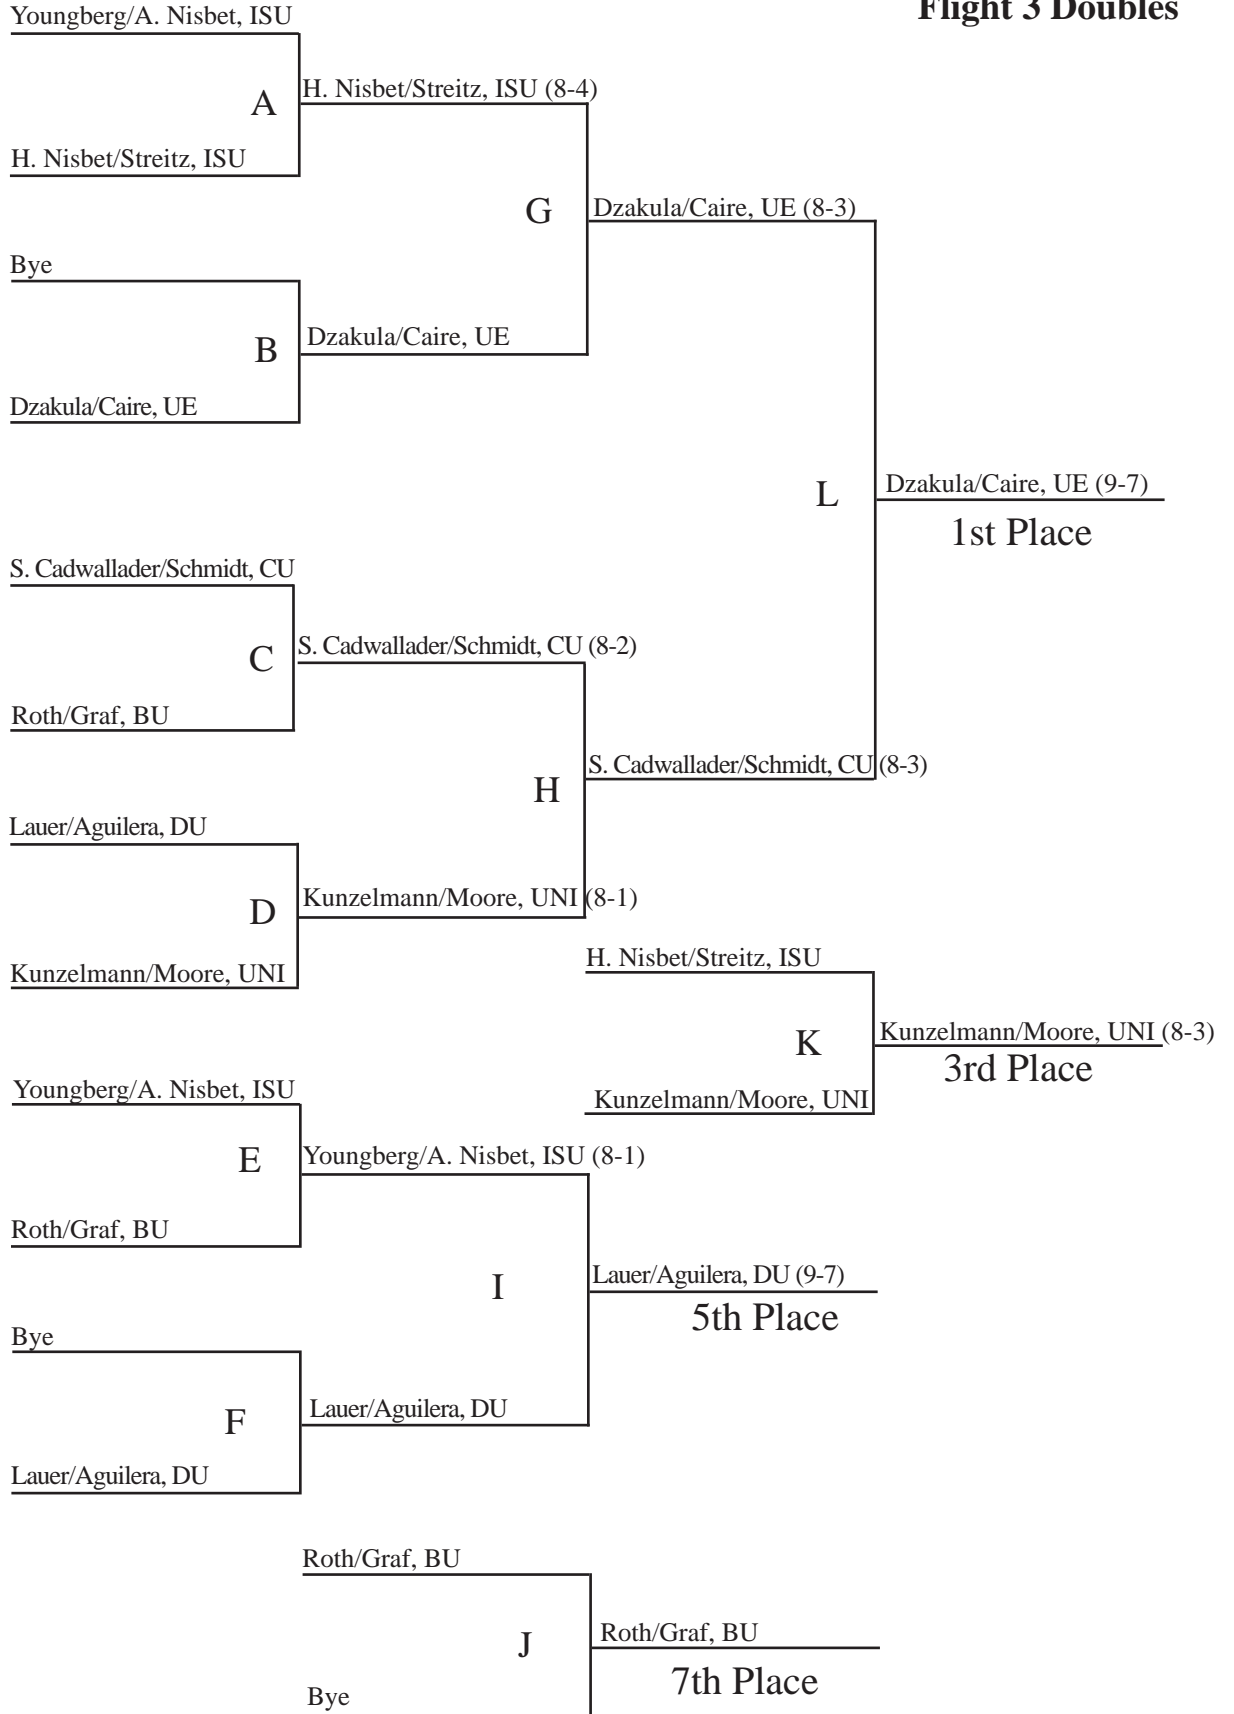 Flight 3 Doubles
Youngberg/A. Nisbet, ISU
H. Nisbet/Streitz, ISU (8-4)
A
H. Nisbet/Streitz, ISU
G
Dzakula/Caire, UE (8-3)
Bye
Dzakula/Caire, UE
B
Dzakula/Caire, UE
L
Dzakula/Caire, UE (9-7)
1st Place
S. Cadwallader/Schmidt, CU
S. Cadwallader/Schmidt, CU (8-2)
C
Roth/Graf, BU
S. Cadwallader/Schmidt, CU (8-3)
H
Lauer/Aguilera, DU
Kunzelmann/Moore, UNI (8-1)
D
H. Nisbet/Streitz, ISU
Kunzelmann/Moore, UNI
K
Kunzelmann/Moore, UNI (8-3)
3rd Place
Youngberg/A. Nisbet, ISU
Kunzelmann/Moore, UNI
E
Youngberg/A. Nisbet, ISU (8-1)
Roth/Graf, BU
I
Lauer/Aguilera, DU (9-7)
5th Place
Bye
Lauer/Aguilera, DU
F
Lauer/Aguilera, DU
Roth/Graf, BU
J
Roth/Graf, BU
7th Place
Bye